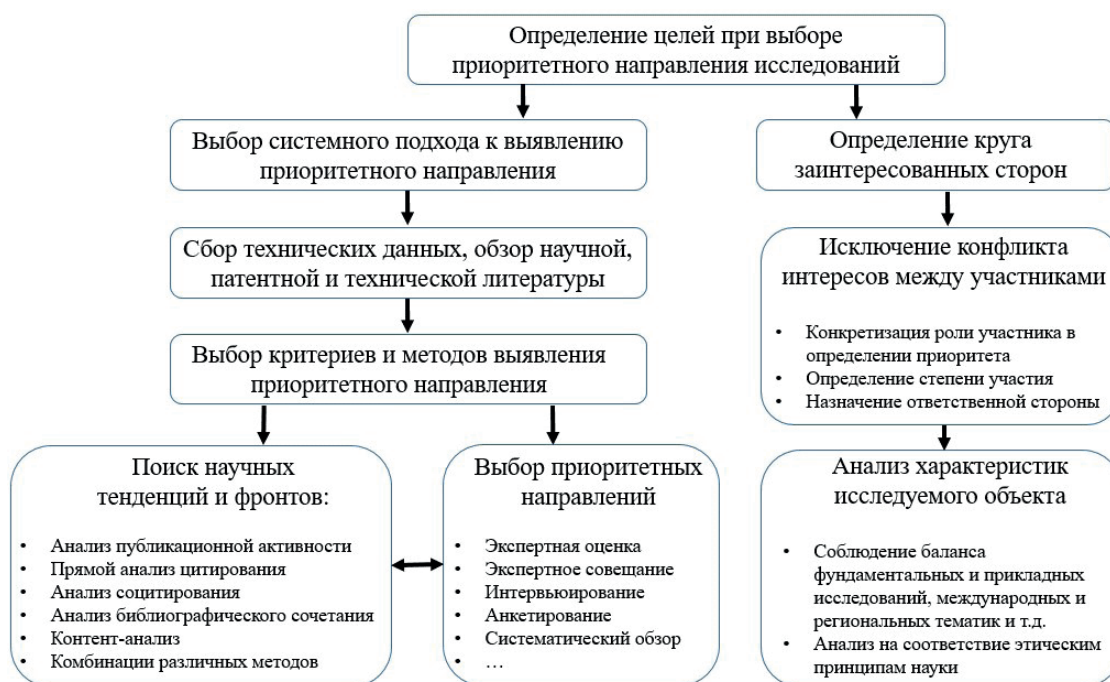 Определение целей при выборе
приоритетного направления исследований
Выбор системного подхода к выявлению
приоритетного направления
Определение круга
заинтересованных сторон
Сбор технических данных, обзор научной,
патентной и технической литературы
Исключение конфликта
интересов между участниками
• Конкретизация роли участника в
определении приоритета
• Определение степени участия
• Назначение ответственной стороны
Выбор критериев и методов выявления
приоритетного направления
Поиск научных
тенденций и фронтов:
• Анализ публикационной активности
• Прямой анализ цитирования
• Анализ социтирования
• Анализ библиографического сочетания
• Контент-анализ
• Комбинации различных методов
Выбор приоритетных
направлений
• Экспертная оценка
• Экспертное совещание
• Интервьюирование
• Анкетирование
• Систематический обзор
• …
Анализ характеристик
исследуемого объекта
• Соблюдение баланса
фундаментальных и прикладных
исследований, международных и
региональных тематик и т.д.
• Анализ на соответствие этическим
принципам науки